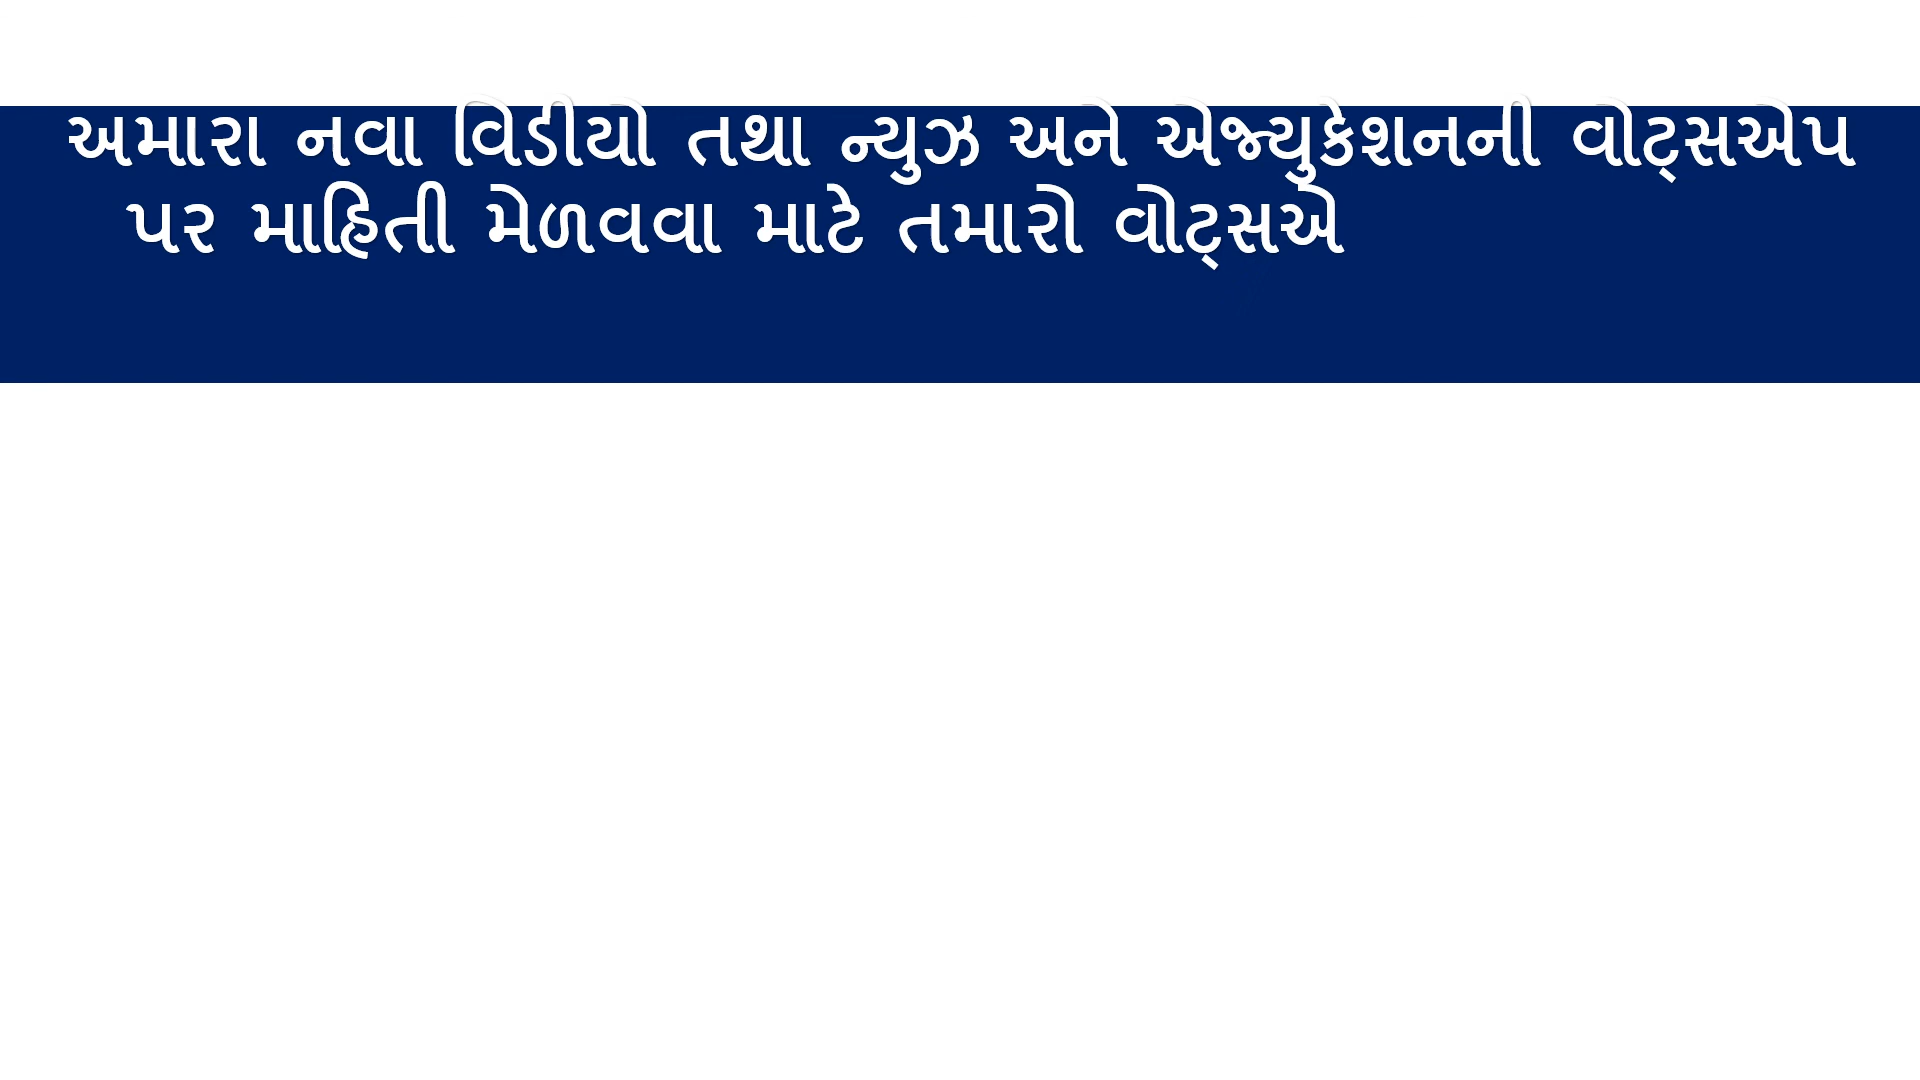 અમારા નવા વિડીયો તથા ન્યુઝ અને એજ્યુકેશનની વોટ્સએપ
પર માહિતી મેળવવા માટે તમારો વોટ્સએ